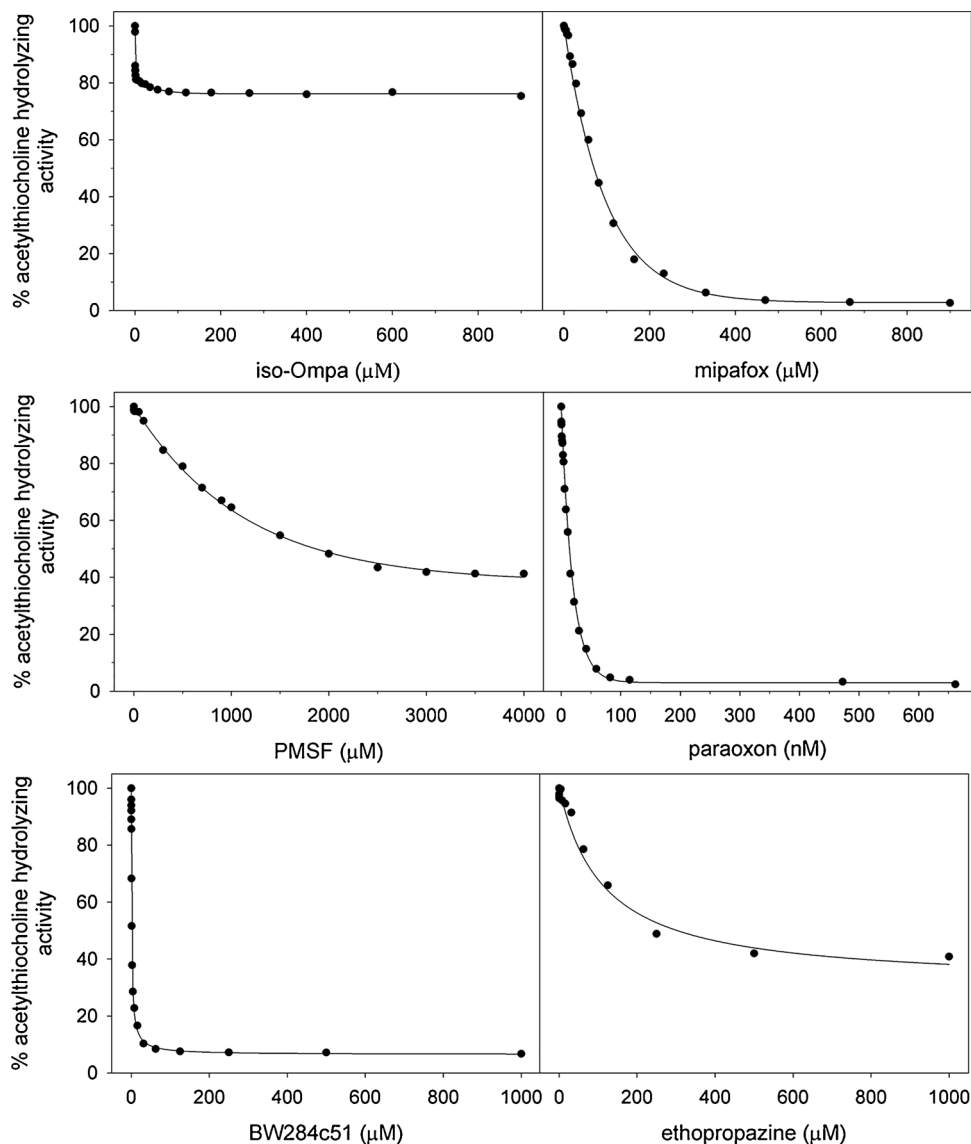 % acetylthiocholine hydrolyzing
activity
100
80
60
40
20
0
0 200 400 600 800
iso-Ompa (μM)
0 200 400 600 800
mipafox (μM)
% acetylthiocholine hydrolyzing
activity
100
80
60
40
20
0
0 1000 2000 3000 4000
PMSF (μM)
0 100 200 300 400 500 600
paraoxon (nM)
% acetylthiocholine hydrolyzing
activity
100
80
60
40
20
0
0 200 400 600 800 1000
BW284c51 (μM)
0 200 400 600 800 1000
ethopropazine (μM)